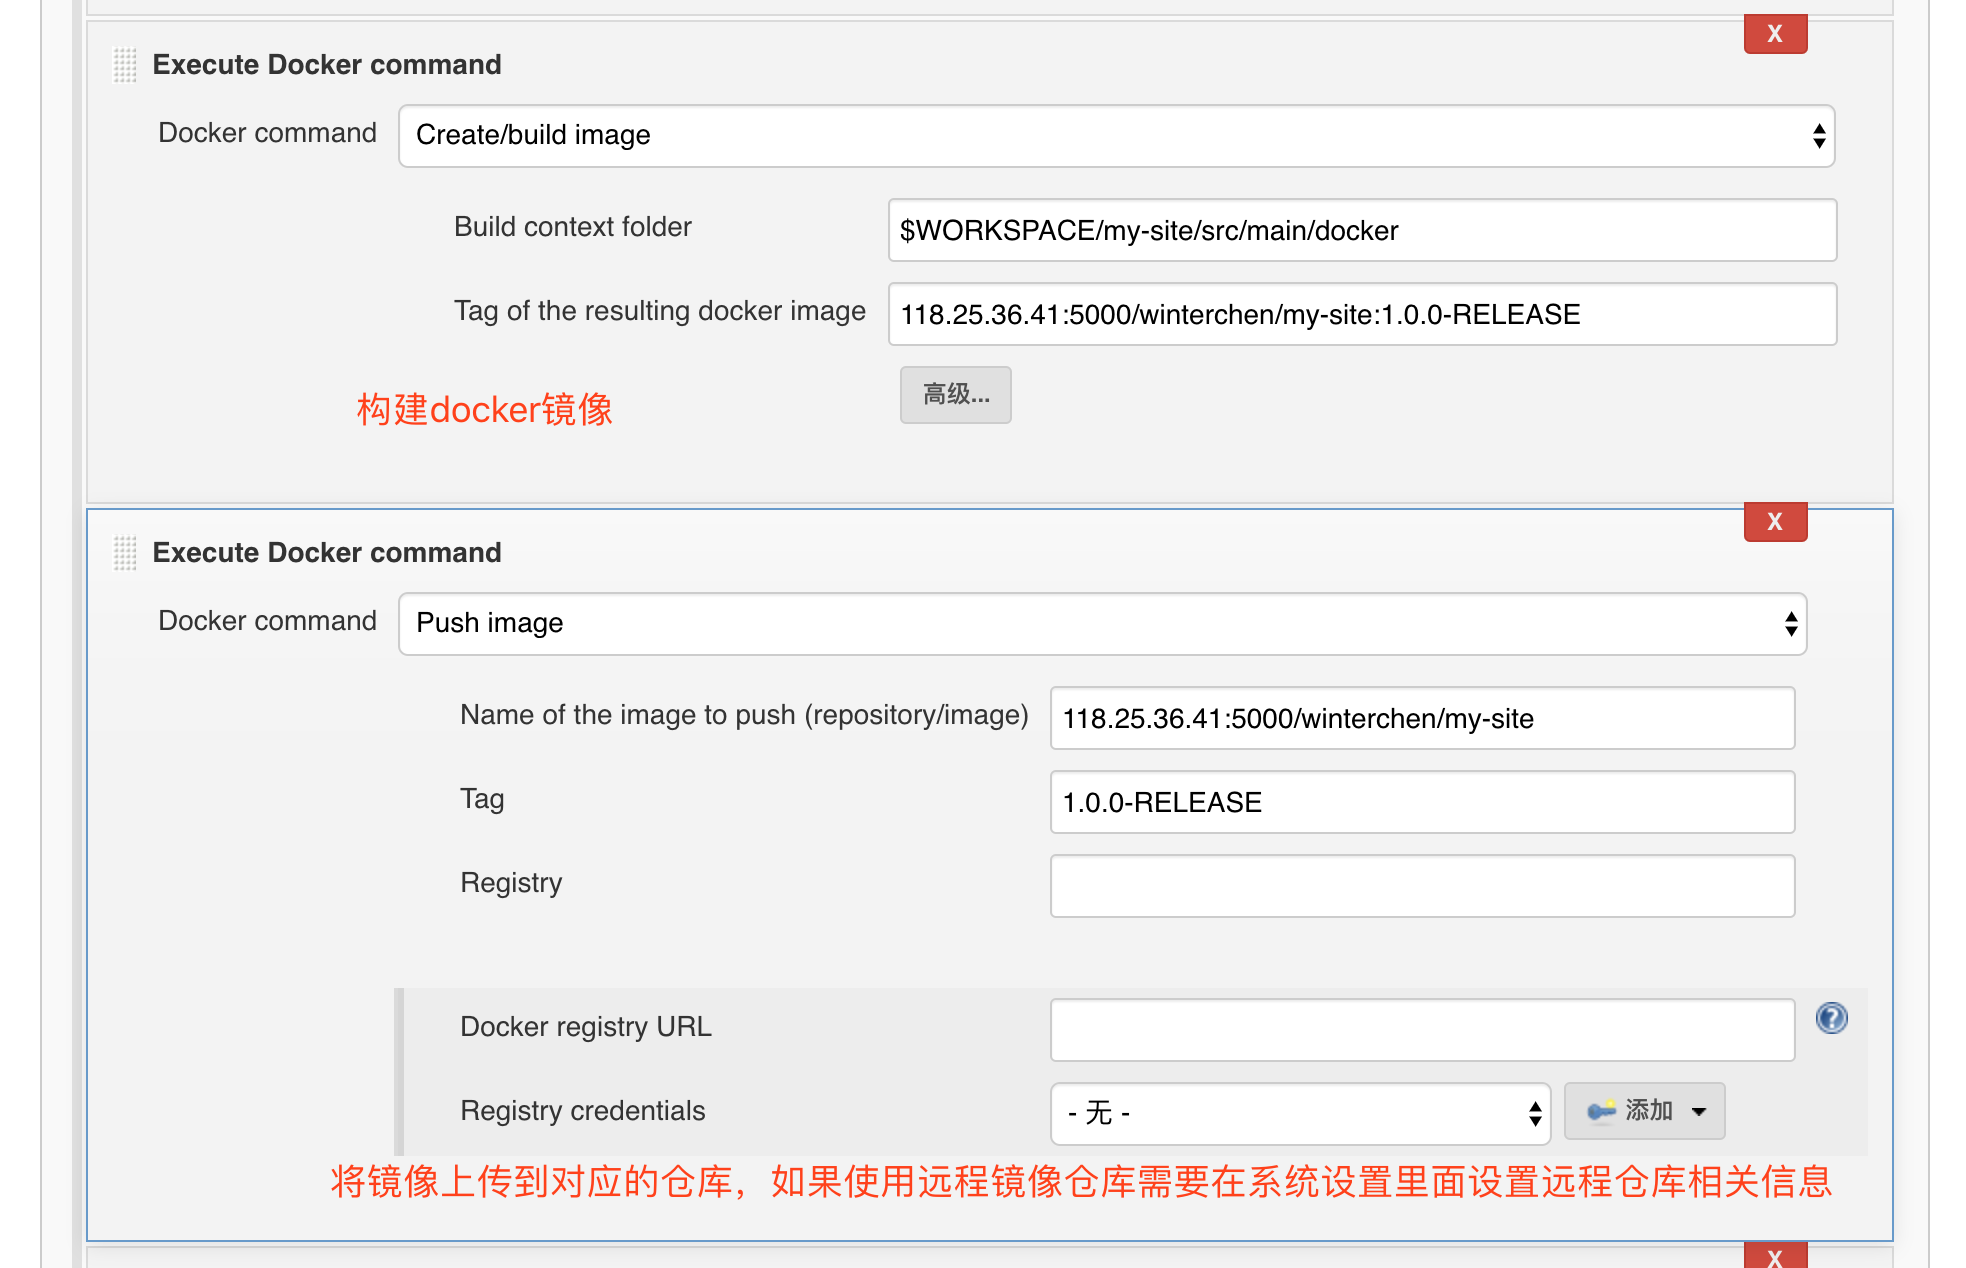 X
Execute Docker command
Docker command Create/build image
Build context folder $WORKSPACE/my-site/src/main/docker
Tag of the resulting docker image 118.25.36.41:5000/winterchen/my-site:1.0.0-RELEASE
高级...
构建docker镜像
X
Execute Docker command
Docker command Push image
Name of the image to push (repository/image) 118.25.36.41:5000/winterchen/my-site
Tag 1.0.0-RELEASE
Registry
Docker registry URL ?
Registry credentials - 无 - 添加
将镜像上传到对应的仓库，如果使用远程镜像仓库需要在系统设置里面设置远程仓库相关信息
X